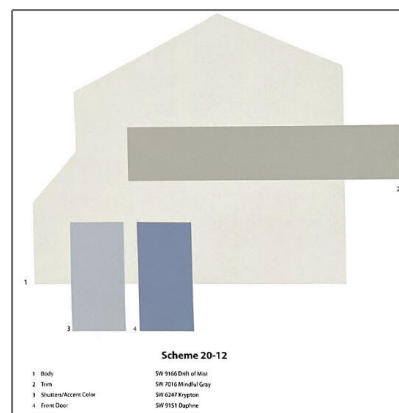 2
1
3
4
Scheme 20-12
1 Body SW 9166 Drift of Mist
2 Trim SW 7016 Mindful Gray
3 Shutters/Accent Color SW 6247 Krypton
4 Front Door SW 9151 Daphne